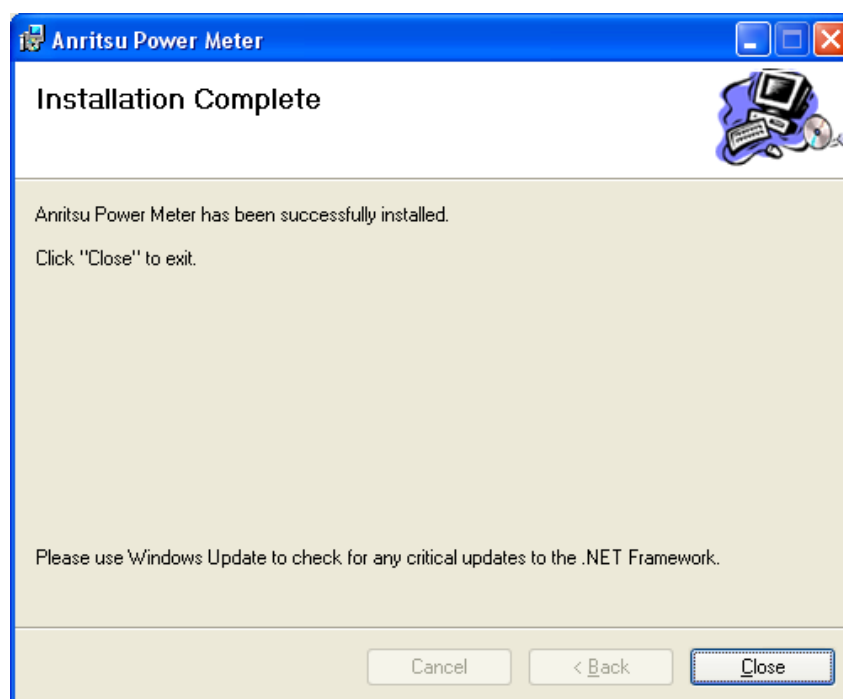 Anritsu Power Meter
Installation Complete
Anritsu Power Meter has been successfully installed.
Click "Close" to exit.
Please use Windows Update to check for any critical updates to the .NET Framework.
Cancel
< Back
Close